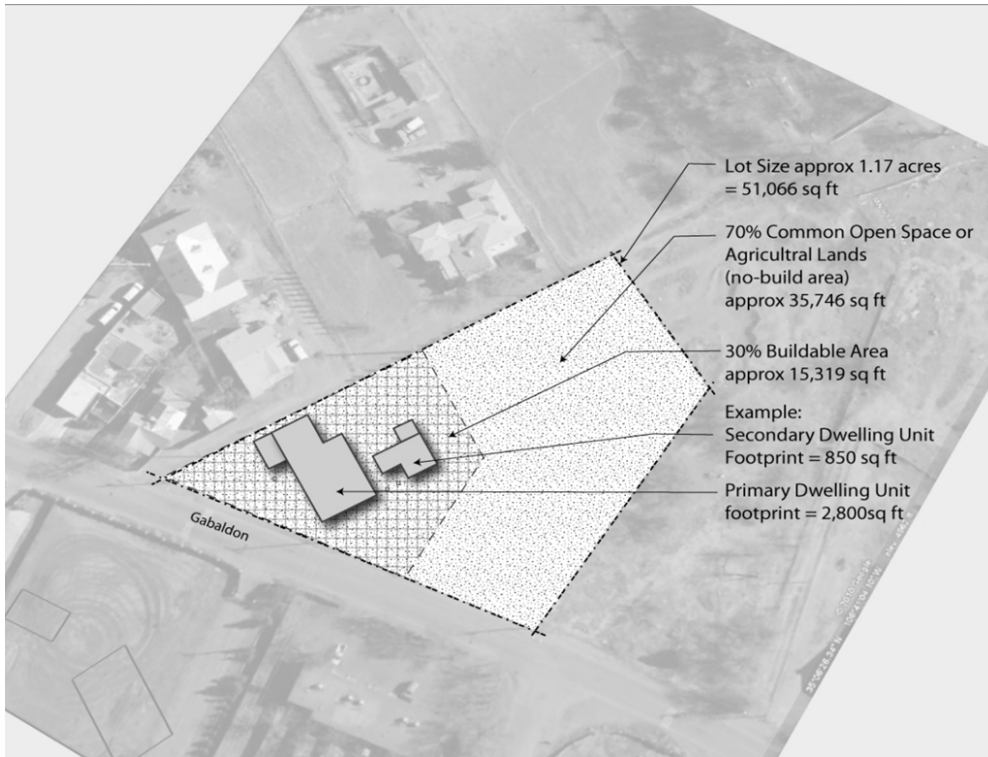 Lot Size approx 1.17 acres
= 51,066 sq ft
70% Common Open Space or
Agricultral Lands
(no-build area)
approx 35,746 sq ft
30% Buildable Area
approx 15,319 sq ft
Example:
Secondary Dwelling Unit
Footprint = 850 sq ft
Primary Dwelling Unit
footprint = 2,800sq ft
Gabaldon
© 2010 Google